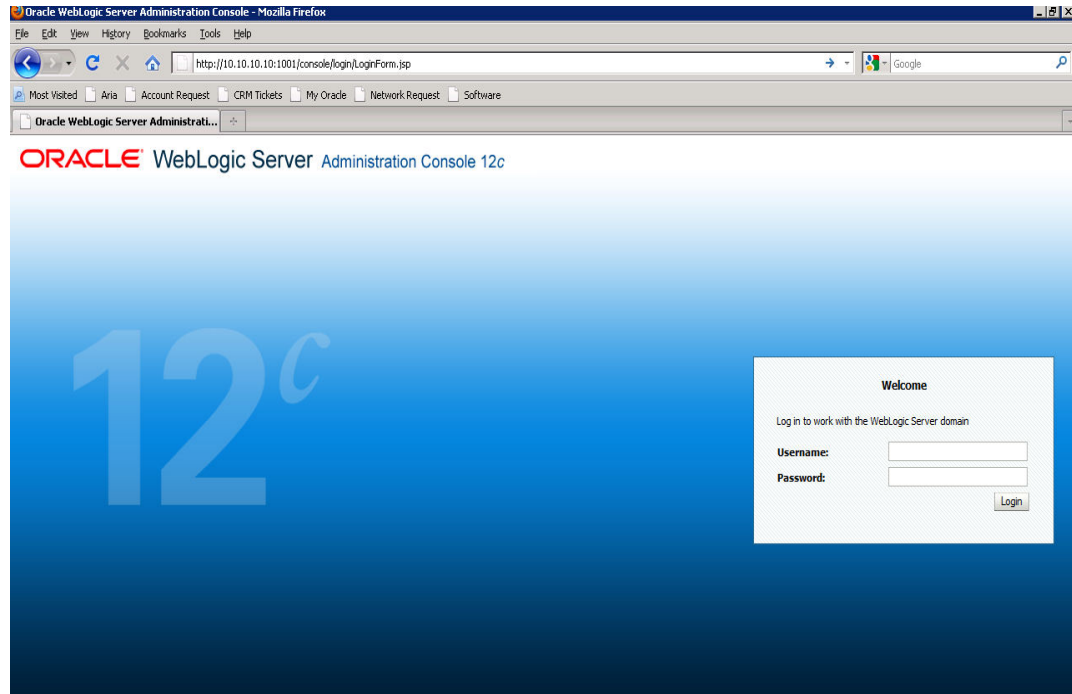 Oracle WebLogic Server Administration Console - Mozilla Firefox
File Edit View History Bookmarks Tools Help
http://10.10.10.10:1001/console/login/LoginForm.jsp
Google
Most Visited Aria Account Request CRM Tickets My Oracle Network Request Software
Oracle WebLogic Server Administrati...
ORACLE WebLogic Server Administration Console 12c
12c
Welcome
Log in to work with the WebLogic Server domain
Username:
Password:
Login